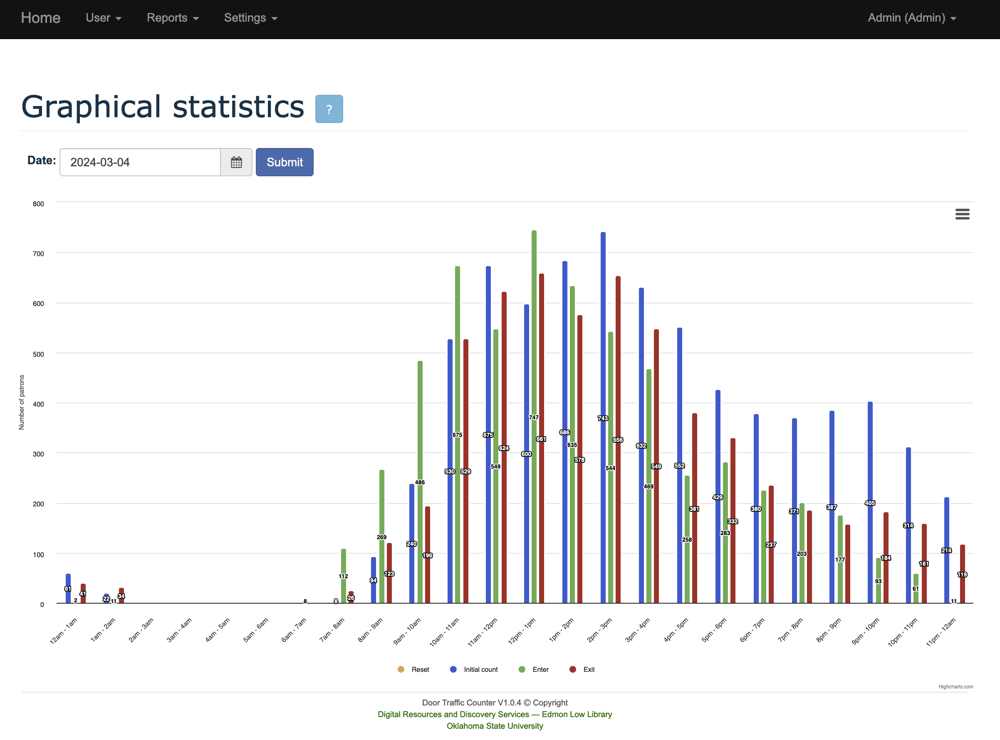 Home User Reports Settings Admin (Admin)
Graphical statistics ?
Date: 2024-03-04 Submit
800
700
600
500
400
300
200
100
0
Number of patrons
61 2 41
22 11 34
8
8 112 26
94 269 123
240 486 196
530 675 529
675 549 624
600 747 661
686 635 578
743 544 656
632 469 549
552 258 381
429 283 332
380 237
371 203
387 177
405 93 184
314 61 161
214 11 119
12am - 1am
1am - 2am
2am - 3am
3am - 4am
4am - 5am
5am - 6am
6am - 7am
7am - 8am
8am - 9am
9am - 10am
10am - 11am
11am - 12pm
12pm - 1pm
1pm - 2pm
2pm - 3pm
3pm - 4pm
4pm - 5pm
5pm - 6pm
6pm - 7pm
7pm - 8pm
8pm - 9pm
9pm - 10pm
10pm - 11pm
11pm - 12am
Reset Initial count Enter Exit
Highcharts.com
Door Traffic Counter V1.0.4 © Copyright
Digital Resources and Discovery Services — Edmon Low Library
Oklahoma State University